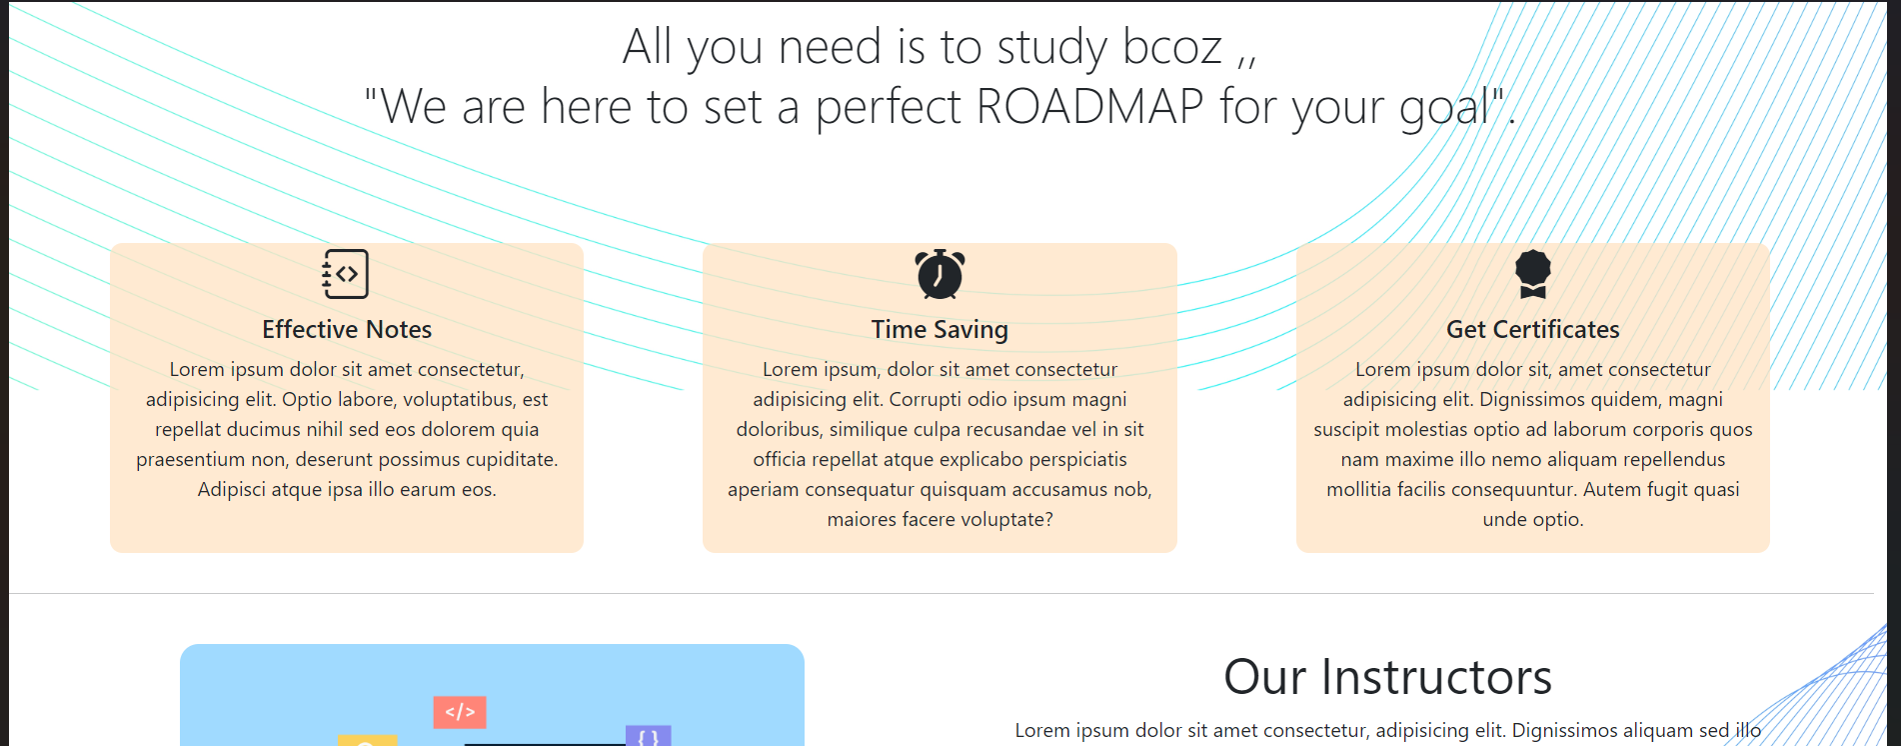 All you need is to study bcoz ,,
"We are here to set a perfect ROADMAP for your goal".
Effective Notes
Lorem ipsum dolor sit amet consectetur,
adipisicing elit. Optio labore, voluptatibus, est
repellat ducimus nihil sed eos dolorem quia
praesentium non, deserunt possimus cupiditate.
Adipisci atque ipsa illo earum eos.
Time Saving
Lorem ipsum, dolor sit amet consectetur
adipisicing elit. Corrupti odio ipsum magni
doloribus, similique culpa recusandae vel in sit
officia repellat atque explicabo perspiciatis
aperiam consequatur quisquam accusamus nob,
maiores facere voluptate?
Get Certificates
Lorem ipsum dolor sit, amet consectetur
adipisicing elit. Dignissimos quidem, magni
suscipit molestias optio ad laborum corporis quos
nam maxime illo nemo aliquam repellendus
mollitia facilis consequuntur. Autem fugit quasi
unde optio.
</> 
{ }
Our Instructors
Lorem ipsum dolor sit amet consectetur, adipisicing elit. Dignissimos aliquam sed illo